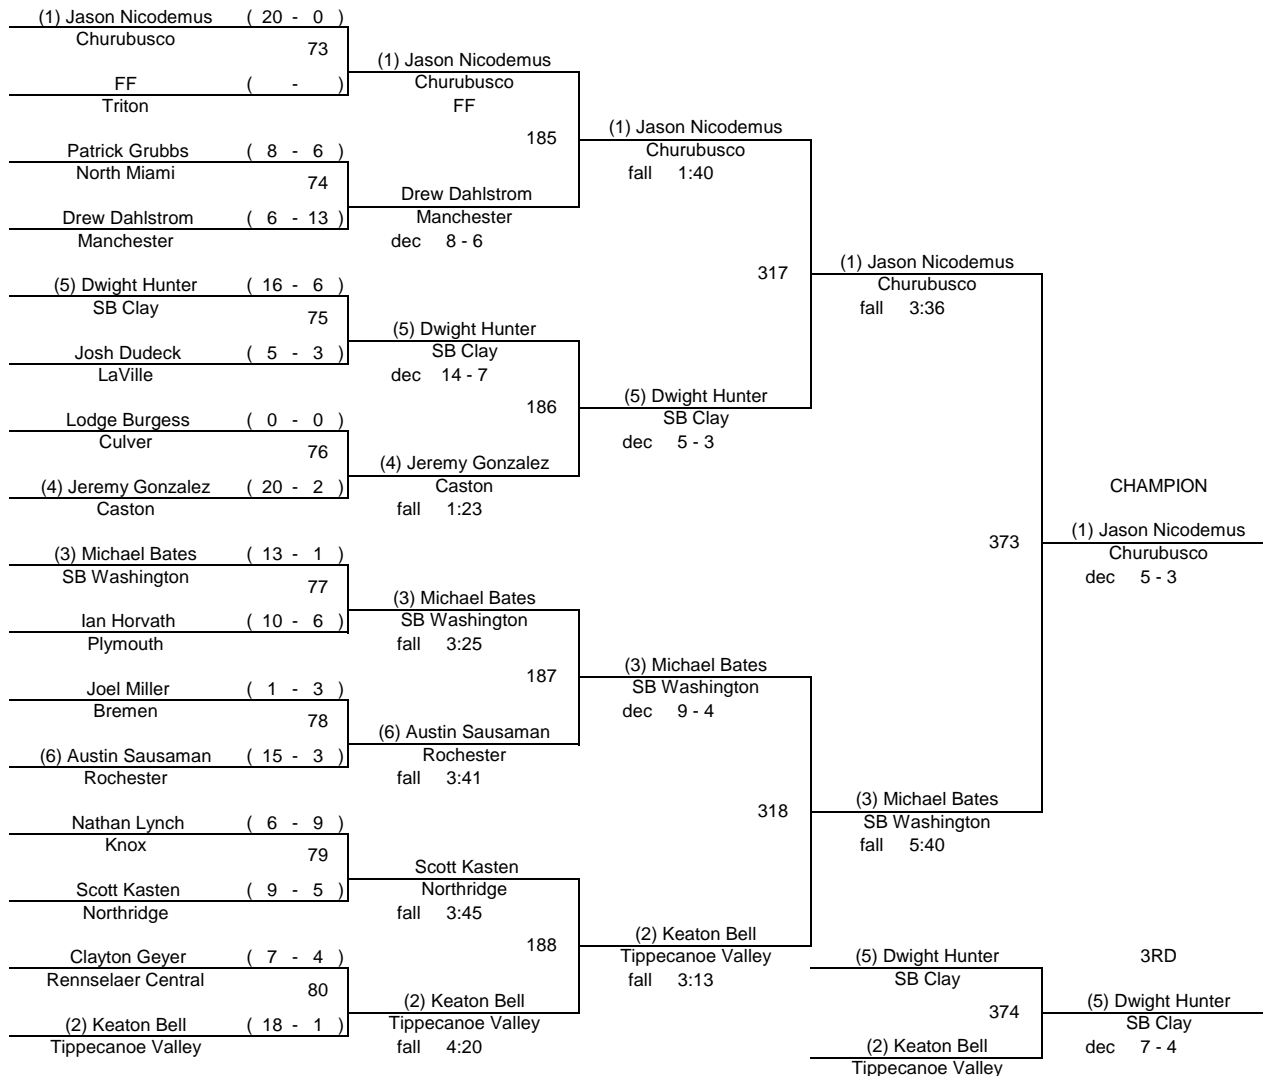 (1) Jason Nicodemus ( 20 - 0 )
Churubusco
73
FF ( - )
Triton
Patrick Grubbs ( 8 - 6 )
North Miami
74
Drew Dahlstrom ( 6 - 13 )
Manchester
(5) Dwight Hunter ( 16 - 6 )
SB Clay
75
Josh Dudeck ( 5 - 3 )
LaVille
Lodge Burgess ( 0 - 0 )
Culver
76
(4) Jeremy Gonzalez ( 20 - 2 )
Caston
(3) Michael Bates ( 13 - 1 )
SB Washington
77
Ian Horvath ( 10 - 6 )
Plymouth
Joel Miller ( 1 - 3 )
Bremen
78
(6) Austin Sausaman ( 15 - 3 )
Rochester
Nathan Lynch ( 6 - 9 )
Knox
79
Scott Kasten ( 9 - 5 )
Northridge
Clayton Geyer ( 7 - 4 )
Rennselaer Central
80
(2) Keaton Bell ( 18 - 1 )
Tippecanoe Valley
(1) Jason Nicodemus
Churubusco
FF
185
Drew Dahlstrom
Manchester
dec 8 - 6
(5) Dwight Hunter
SB Clay
dec 14 - 7
186
(4) Jeremy Gonzalez
Caston
fall 1:23
(3) Michael Bates
SB Washington
fall 3:25
187
(6) Austin Sausaman
Rochester
fall 3:41
Scott Kasten
Northridge
fall 3:45
188
(2) Keaton Bell
Tippecanoe Valley
fall 4:20
(1) Jason Nicodemus
Churubusco
fall 1:40
317
(5) Dwight Hunter
SB Clay
dec 5 - 3
(3) Michael Bates
SB Washington
dec 9 - 4
318
(2) Keaton Bell
Tippecanoe Valley
fall 3:13
(1) Jason Nicodemus
Churubusco
fall 3:36
373
(3) Michael Bates
SB Washington
fall 5:40
CHAMPION
(1) Jason Nicodemus
Churubusco
dec 5 - 3
(5) Dwight Hunter
SB Clay
374
(2) Keaton Bell
Tippecanoe Valley
3RD
(5) Dwight Hunter
SB Clay
dec 7 - 4